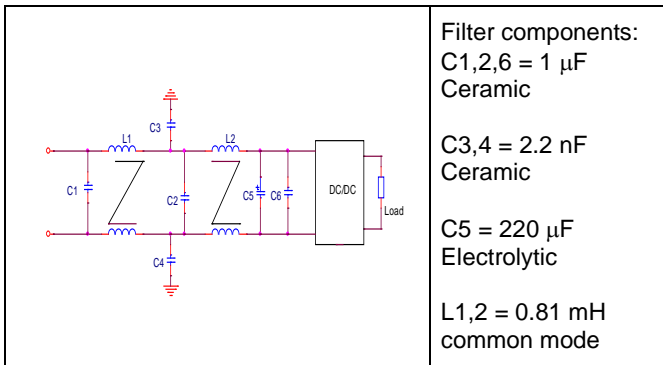 C3
L1
L2
C1
C2
C5
+
C6
DC/DC
Load
C4
Filter components:
C1,2,6 = 1 μF
Ceramic
C3,4 = 2.2 nF
Ceramic
C5 = 220 μF
Electrolytic
L1,2 = 0.81 mH
common mode